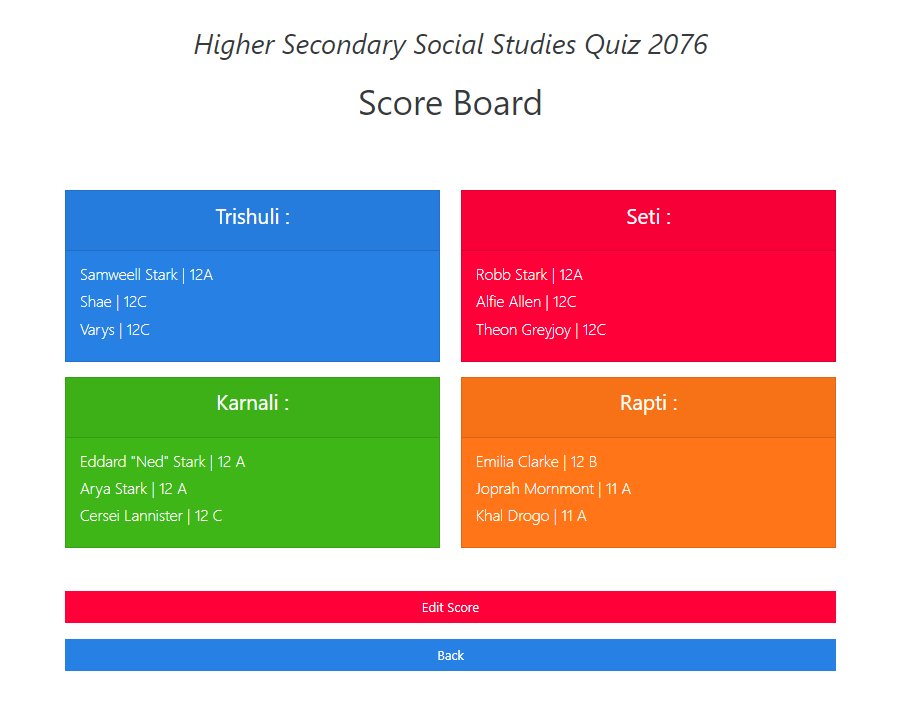 Higher Secondary Social Studies Quiz 2076
Score Board
Trishuli :
Samweell Stark | 12A
Shae | 12C
Varys | 12C
Seti :
Robb Stark | 12A
Alfie Allen | 12C
Theon Greyjoy | 12C
Karnali :
Eddard "Ned" Stark | 12 A
Arya Stark | 12 A
Cersei Lannister | 12 C
Rapti :
Emilia Clarke | 12 B
Joprah Mornmont | 11 A
Khal Drogo | 11 A
Edit Score
Back